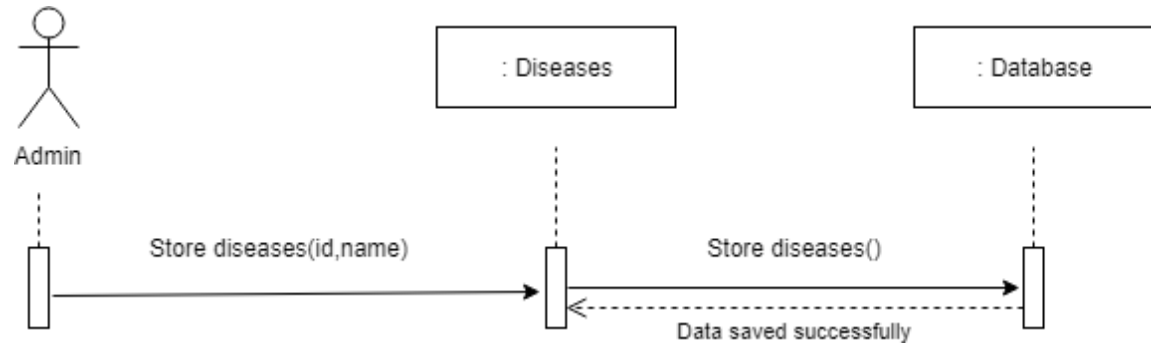 : Diseases
: Database
Admin
Store diseases(id,name)
Store diseases()
Data saved successfully